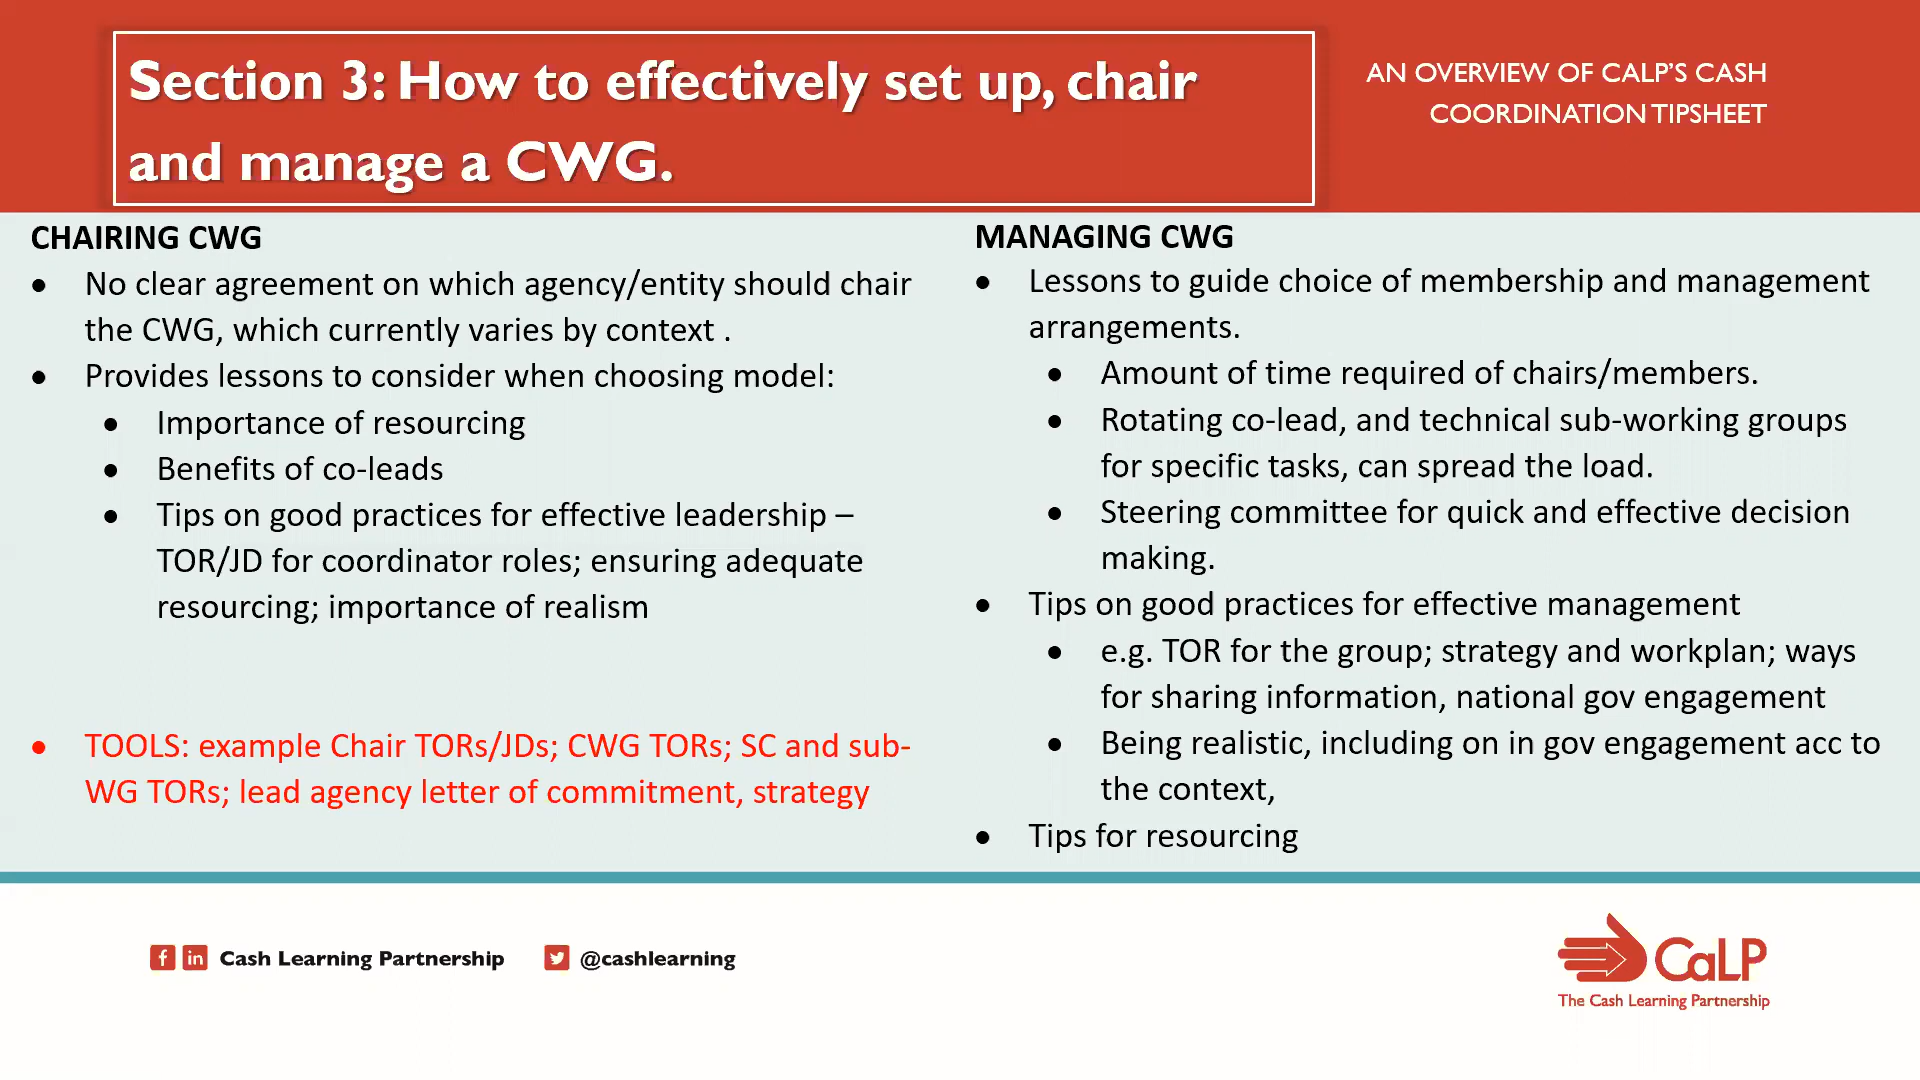 Section 3: How to effectively set up, chair
and manage a CWG.
AN OVERVIEW OF CALP'S CASH
COORDINATION TIPSHEET
CHAIRING CWG
• No clear agreement on which agency/entity should chair
the CWG, which currently varies by context .
• Provides lessons to consider when choosing model:
• Importance of resourcing
• Benefits of co-leads
• Tips on good practices for effective leadership –
TOR/JD for coordinator roles; ensuring adequate
resourcing; importance of realism
• TOOLS: example Chair TORs/JDs; CWG TORs; SC and sub-
WG TORs; lead agency letter of commitment, strategy
MANAGING CWG
• Lessons to guide choice of membership and management
arrangements.
• Amount of time required of chairs/members.
• Rotating co-lead, and technical sub-working groups
for specific tasks, can spread the load.
• Steering committee for quick and effective decision
making.
• Tips on good practices for effective management
• e.g. TOR for the group; strategy and workplan; ways
for sharing information, national gov engagement
• Being realistic, including on in gov engagement acc to
the context,
• Tips for resourcing
f in Cash Learning Partnership @cashlearning
CaLP
The Cash Learning Partnership